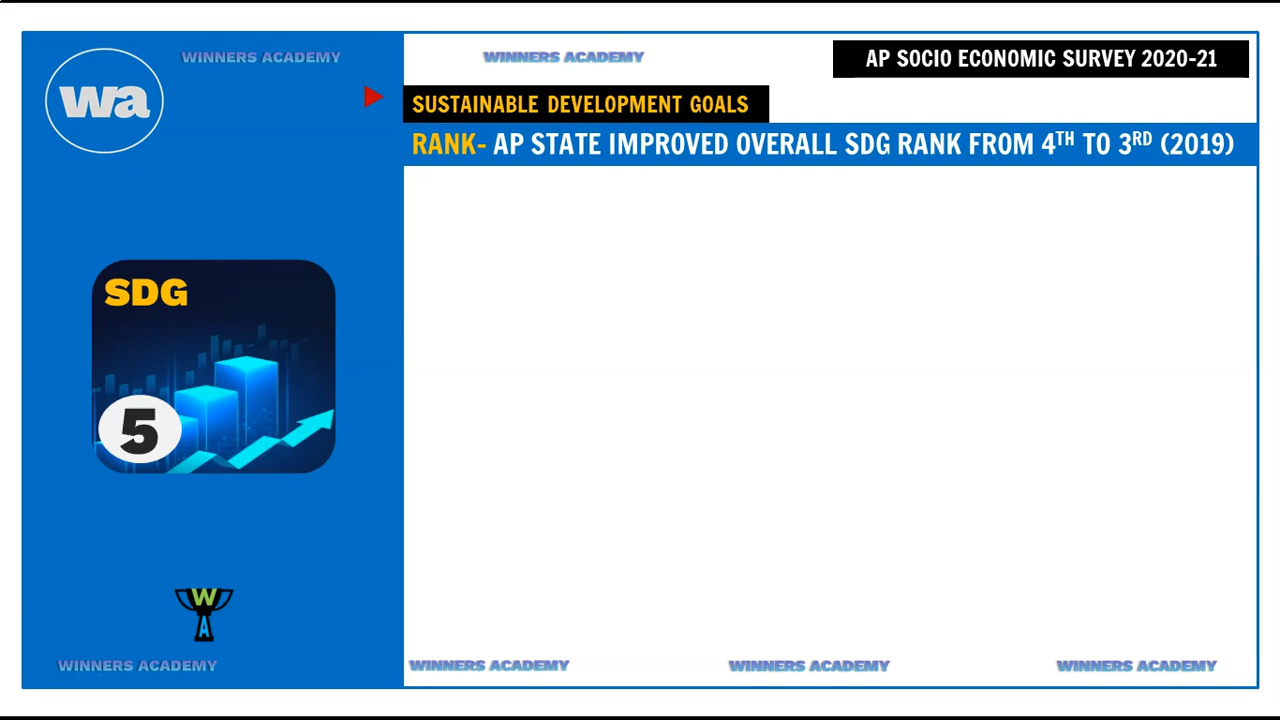 WINNERS ACADEMY
WINNERS ACADEMY
AP SOCIO ECONOMIC SURVEY 2020-21
wa
SUSTAINABLE DEVELOPMENT GOALS
RANK- AP STATE IMPROVED OVERALL SDG RANK FROM 4TH TO 3RD (2019)
SDG
5
W
A
WINNERS ACADEMY
WINNERS ACADEMY
WINNERS ACADEMY
WINNERS ACADEMY